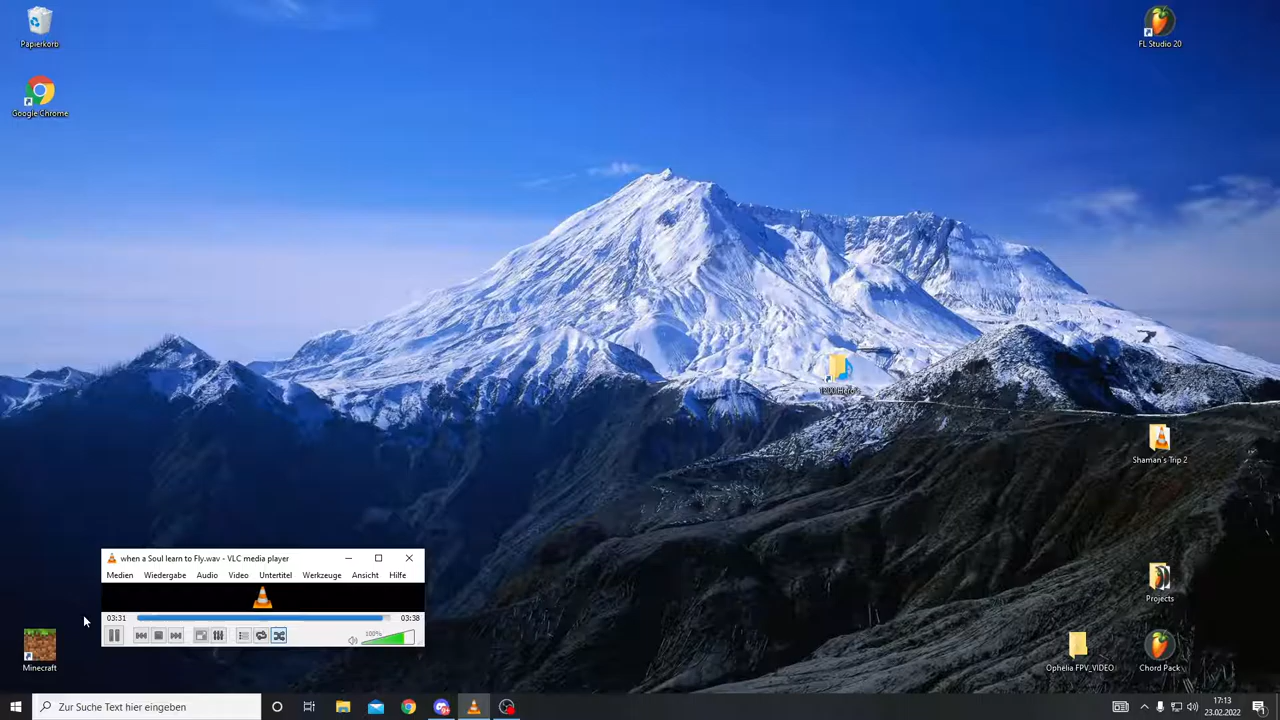 Papierkorb
FL Studio 20
Google Chrome
Shaman's Trip 2
when a Soul learn to Fly.wav - VLC media player
Medien Wiedergabe Audio Video Untertitel Werkzeuge Ansicht Hilfe
03:31
03:38
100%
Projects
Minecraft
Ophelia FPV_VIDEO
Chord Pack
Zur Suche Text hier eingeben
17:13
23.02.2022